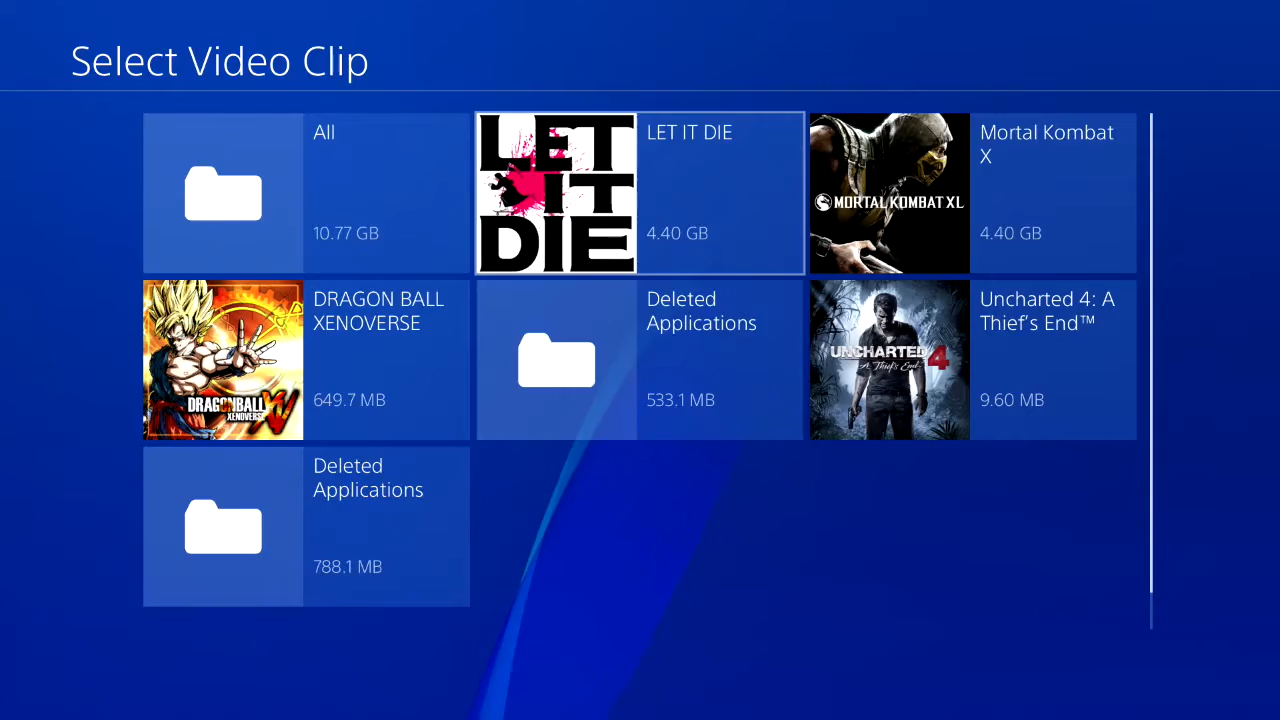 Select Video Clip
All
10.77 GB
LET
IT
DIE
LET IT DIE
4.40 GB
MORTAL KOMBAT XL
Mortal Kombat
X
4.40 GB
DRAGONBALL XV
XENOVERSE
DRAGON BALL
XENOVERSE
649.7 MB
Deleted
Applications
533.1 MB
UNCHARTED 4
A Thief's End™
Uncharted 4: A
Thief's End™
9.60 MB
Deleted
Applications
788.1 MB